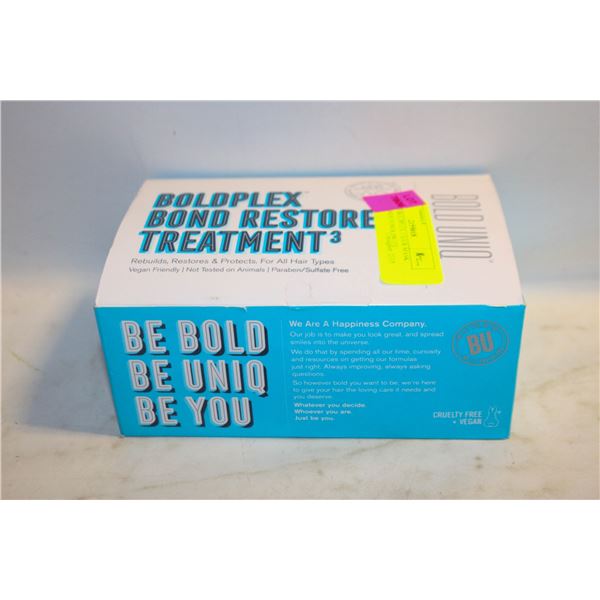 BOLDPLEX™
BOND RESTORE
TREATMENT³
Rebuilds, Restores & Protects. For All Hair Types
Vegan Friendly | Not Tested on Animals | Paraben/Sulfate Free
BOLD UNIQ
BE BOLD
BE UNIQ
BE YOU
We Are A Happiness Company.
Our job is to make you look great, and spread
smiles into the universe.
We do that by spending all our time, curiosity
and resources on getting our formulas
just right. Always improving, always asking
questions.
So however bold you want to be, we're here
to give your hair the loving care it needs and
you deserve.
Whatever you decide.
Whoever you are.
Just be you.
BU
CRUELTY FREE
+ VEGAN